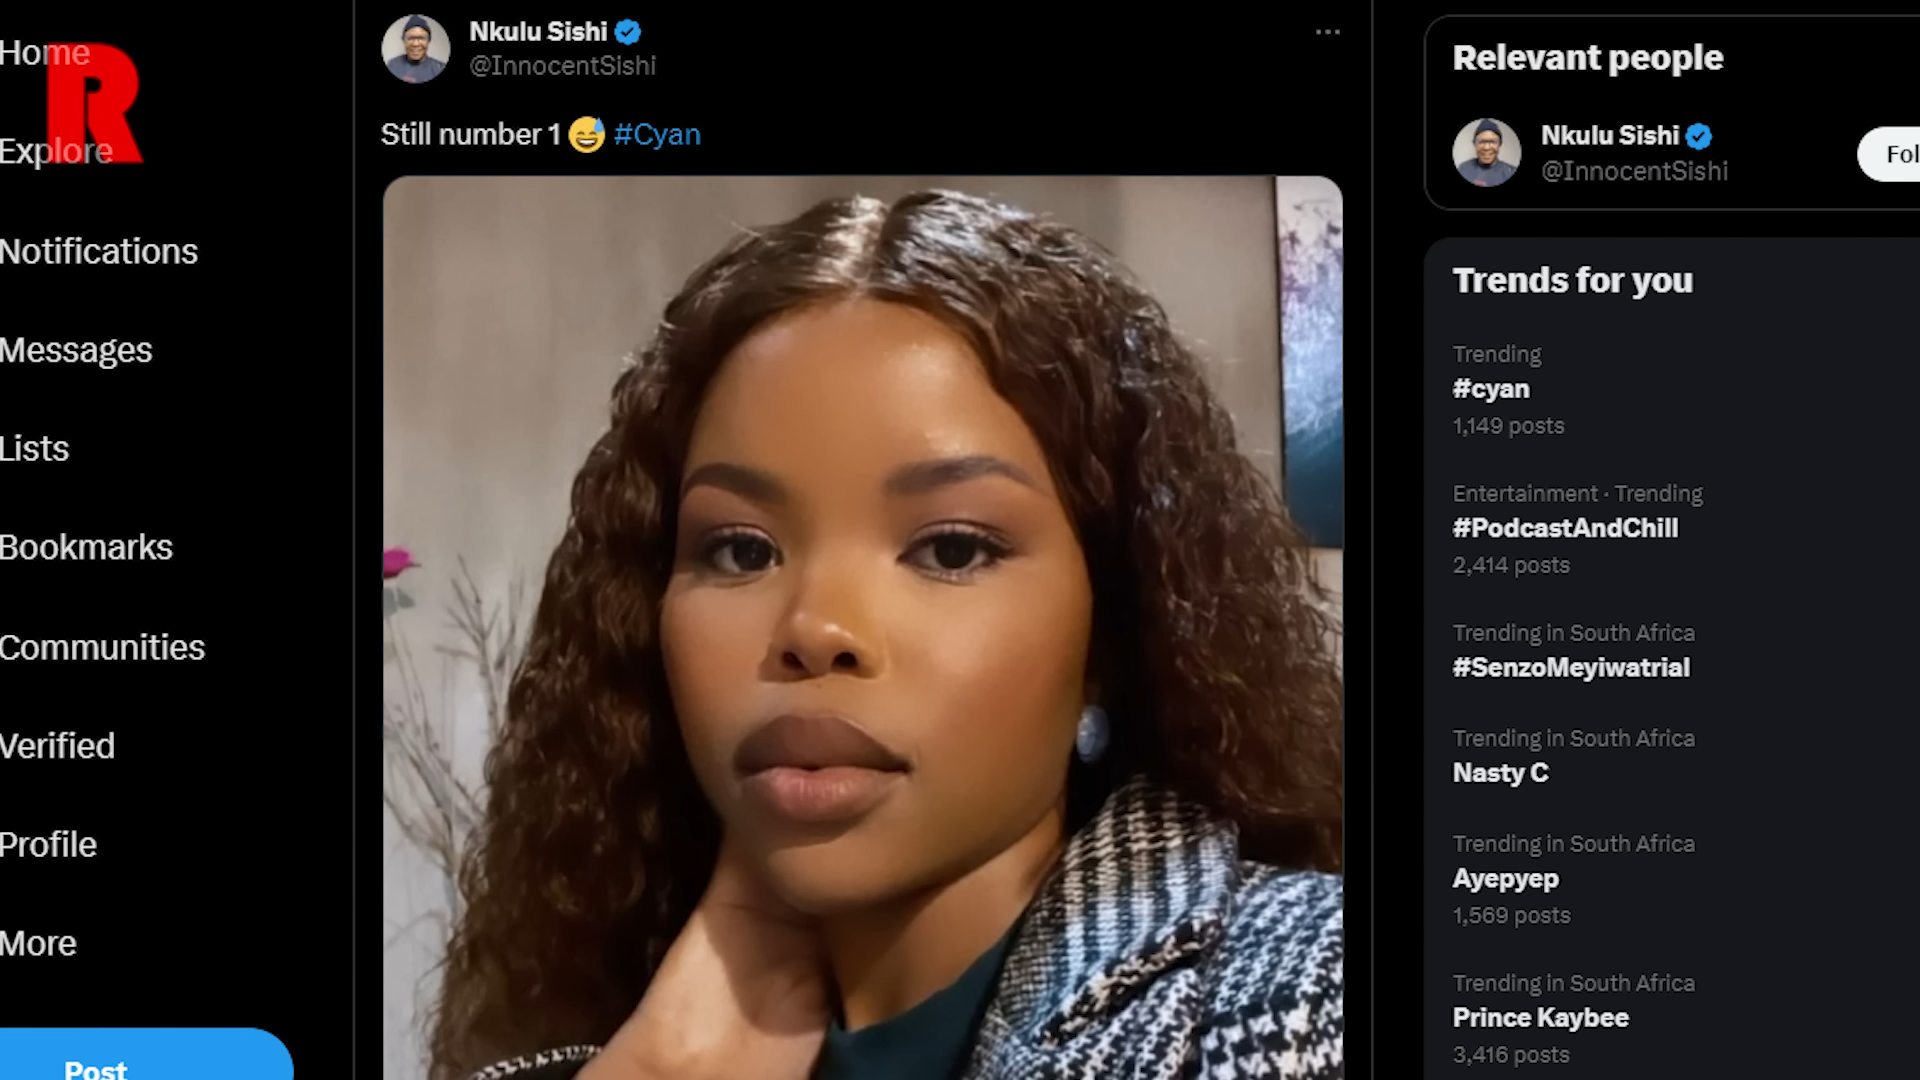 Home
Explore
Notifications
Messages
Lists
Bookmarks
Communities
Verified
Profile
More
Post
R
Nkulu Sishi
@InnocentSishi
Still number 1 😅 #Cyan
Relevant people
Nkulu Sishi
@InnocentSishi
Fol
Trends for you
Trending
#cyan
1,149 posts
Entertainment · Trending
#PodcastAndChill
2,414 posts
Trending in South Africa
#SenzoMeyiwatrial
Trending in South Africa
Nasty C
Trending in South Africa
Ayepyep
1,569 posts
Trending in South Africa
Prince Kaybee
3,416 posts